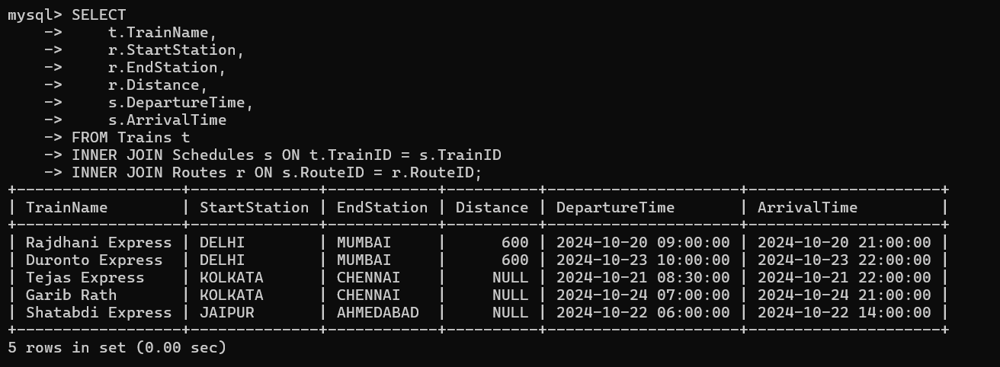 mysql> SELECT
    ->     t.TrainName,
    ->     r.StartStation,
    ->     r.EndStation,
    ->     r.Distance,
    ->     s.DepartureTime,
    ->     s.ArrivalTime
    -> FROM Trains t
    -> INNER JOIN Schedules s ON t.TrainID = s.TrainID
    -> INNER JOIN Routes r ON s.RouteID = r.RouteID;
+------------------+--------------+------------+----------+---------------------+---------------------+
| TrainName        | StartStation | EndStation | Distance | DepartureTime       | ArrivalTime         |
+------------------+--------------+------------+----------+---------------------+---------------------+
| Rajdhani Express | DELHI        | MUMBAI     |      600 | 2024-10-20 09:00:00 | 2024-10-20 21:00:00 |
| Duronto Express  | DELHI        | MUMBAI     |      600 | 2024-10-23 10:00:00 | 2024-10-23 22:00:00 |
| Tejas Express    | KOLKATA      | CHENNAI    |     NULL | 2024-10-21 08:30:00 | 2024-10-21 22:00:00 |
| Garib Rath       | KOLKATA      | CHENNAI    |     NULL | 2024-10-24 07:00:00 | 2024-10-24 21:00:00 |
| Shatabdi Express | JAIPUR       | AHMEDABAD  |     NULL | 2024-10-22 06:00:00 | 2024-10-22 14:00:00 |
+------------------+--------------+------------+----------+---------------------+---------------------+
5 rows in set (0.00 sec)